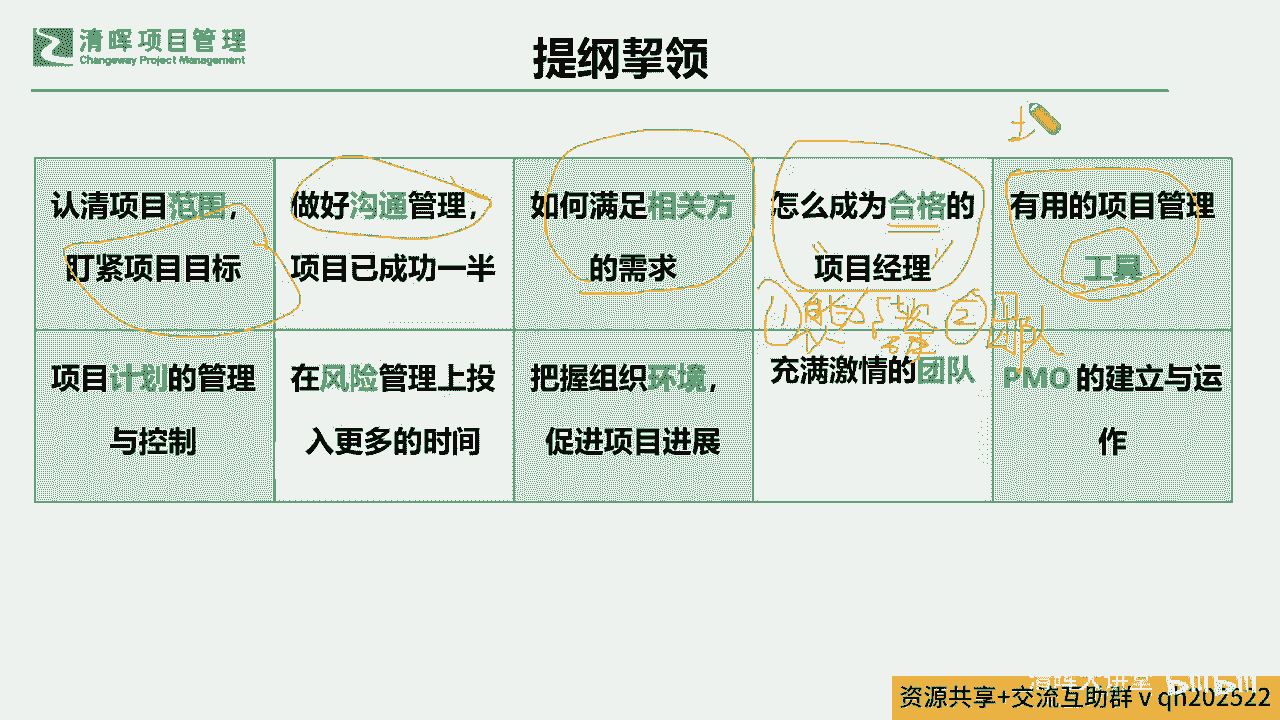 清晖项目管理
Changeway Project Management
提纲挈领
认清项目范围，
盯紧项目目标
做好沟通管理，
项目已成功一半
如何满足相关方
的需求
怎么成为合格的
项目经理
有用的项目管理
工具
①
②
项目计划的管理
与控制
在风险管理上投
入更多的时间
把握组织环境，
促进项目进展
充满激情的团队
PMO 的建立与运
作
清晖大讲堂 bilibili
资源共享+交流互助群 v qh202522